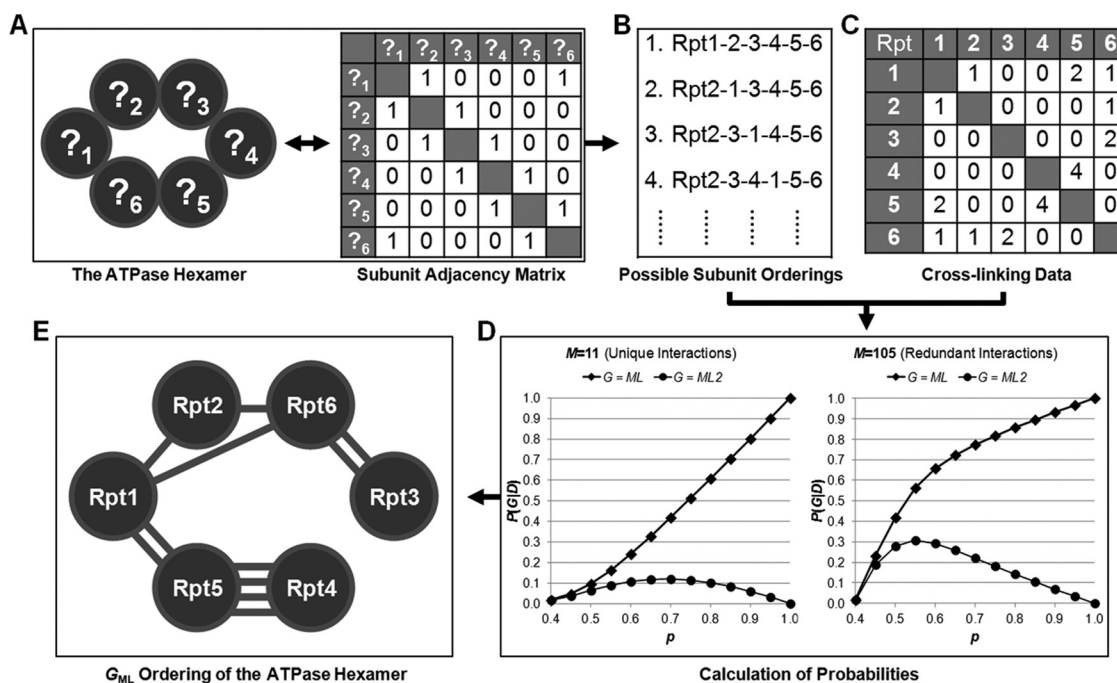 A
?1 ?2 ?3 ?4 ?5 ?6
?2 ?3
?1 ?4
?6 ?5
?1 1 0 0 0 1
?2 1 1 0 0 0
?3 0 1 1 0 0
?4 0 0 1 1 0
?5 0 0 0 1 1
?6 1 0 0 0 1
The ATPase Hexamer
Subunit Adjacency Matrix
B
1. Rpt1-2-3-4-5-6
2. Rpt2-1-3-4-5-6
3. Rpt2-3-1-4-5-6
4. Rpt2-3-4-1-5-6
Possible Subunit Orderings
C
Rpt 1 2 3 4 5 6
1 1 0 0 2 1
2 1 0 0 0 1
3 0 0 0 0 2
4 0 0 0 4 0
5 2 0 0 4 0
6 1 1 2 0 0
Cross-linking Data
D
M=11 (Unique Interactions)
G = ML G = ML2
P(G|D)
1.0
0.9
0.8
0.7
0.6
0.5
0.4
0.3
0.2
0.1
0.0
0.4 0.5 0.6 0.7 0.8 0.9 1.0
p
M=105 (Redundant Interactions)
G = ML G = ML2
P(G|D)
1.0
0.9
0.8
0.7
0.6
0.5
0.4
0.3
0.2
0.1
0.0
0.4 0.5 0.6 0.7 0.8 0.9 1.0
p
Calculation of Probabilities
E
Rpt2 Rpt6
Rpt1 Rpt3
Rpt5 Rpt4
GML Ordering of the ATPase Hexamer